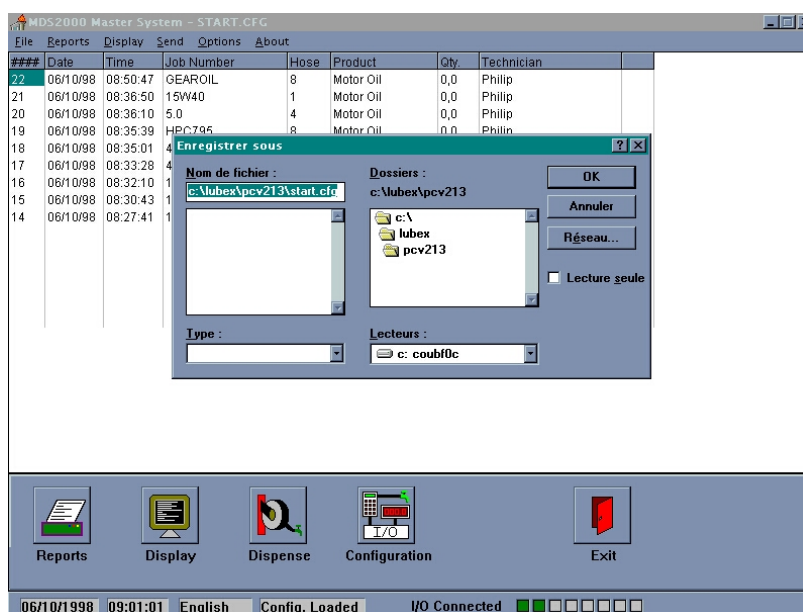 MDS2000 Master System - START.CFG
File Reports Display Send Options About
#### Date Time Job Number Hose Product Qty. Technician
22 06/10/98 08:50:47 GEAROIL 8 Motor Oil 0,0 Philip
21 06/10/98 08:36:50 15W40 1 Motor Oil 0,0 Philip
20 06/10/98 08:36:10 5.0 4 Motor Oil 0,0 Philip
19 06/10/98 08:35:39 HPC795 8 Motor Oil 0,0 Philip
18 06/10/98 08:35:01 4
17 06/10/98 08:33:28 4
16 06/10/98 08:32:10 1
15 06/10/98 08:30:43 1
14 06/10/98 08:27:41 1
Enregistrer sous
Nom de fichier :
c:\lubex\pcv213\start.cfg
Dossiers :
c:\lubex\pcv213
c:\
lubex
pcv213
OK
Annuler
Réseau...
Lecture seule
Type :
Lecteurs :
c: coubf0c
I/O
Reports Display Dispense Configuration Exit
06/10/1998 09:01:01 English Config. Loaded I/O Connected